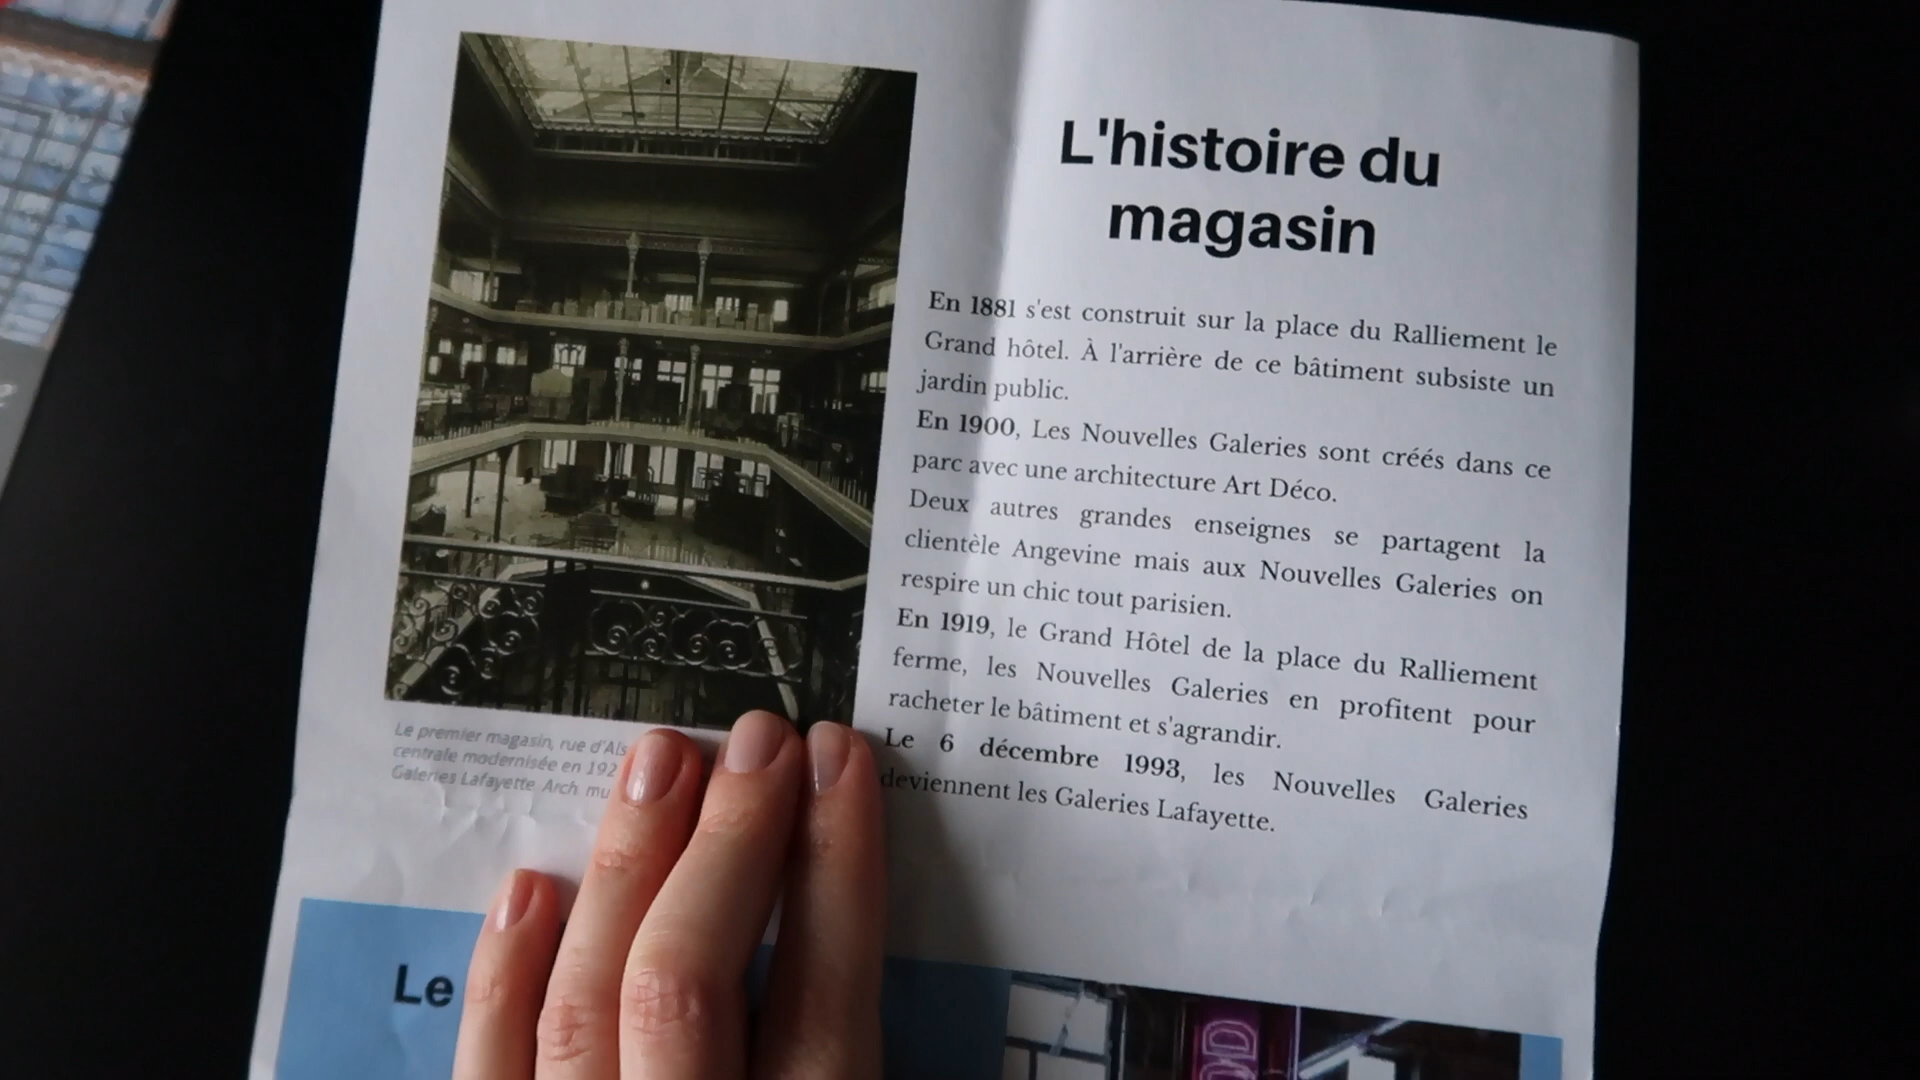 L'histoire du
magasin
En 1881 s'est construit sur la place du Ralliement le
Grand hôtel. À l'arrière de ce bâtiment subsiste un
jardin public.
En 1900, Les Nouvelles Galeries sont créés dans ce
parc avec une architecture Art Déco.
Deux autres grandes enseignes se partagent la
clientèle Angevine mais aux Nouvelles Galeries on
respire un chic tout parisien.
En 1919, le Grand Hôtel de la place du Ralliement
ferme, les Nouvelles Galeries en profitent pour
racheter le bâtiment et s'agrandir.
Le 6 décembre 1993, les Nouvelles Galeries
deviennent les Galeries Lafayette.
Le premier magasin, rue d'Als
centrale modernisée en 192
Galeries Lafayette Arch. mu
Le